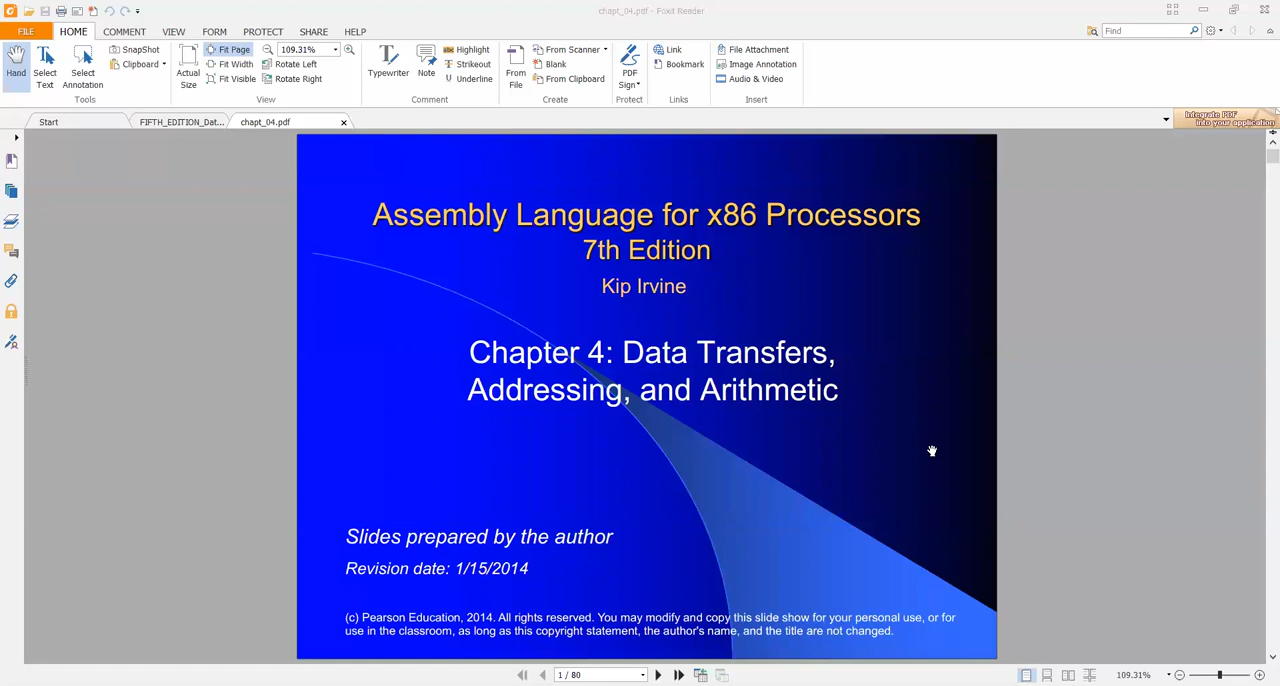 chapt_04.pdf - Foxit Reader
FILE HOME COMMENT VIEW FORM PROTECT SHARE HELP
Find
Hand
Select Text
Select Annotation
SnapShot
Clipboard
Tools
Actual Size
Fit Page
Fit Width
Fit Visible
109.31%
Rotate Left
Rotate Right
View
Typewriter
Note
Highlight
Strikeout
Underline
Comment
From File
From Scanner
Blank
From Clipboard
Create
PDF Sign
Protect
Link
Bookmark
Links
File Attachment
Image Annotation
Audio & Video
Insert
Start
FIFTH_EDITION_Dat...
chapt_04.pdf
Integrate PDF
into your application
Assembly Language for x86 Processors
7th Edition
Kip Irvine
Chapter 4: Data Transfers,
Addressing, and Arithmetic
Slides prepared by the author
Revision date: 1/15/2014
(c) Pearson Education, 2014. All rights reserved. You may modify and copy this slide show for your personal use, or for
use in the classroom, as long as this copyright statement, the author's name, and the title are not changed.
1 / 80
109.31%